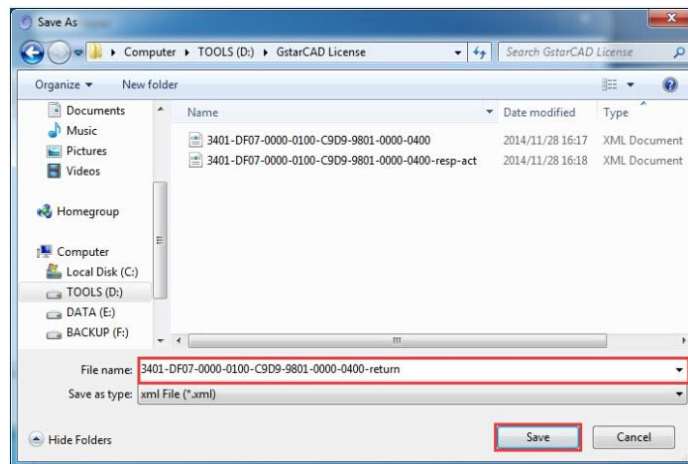 Save As
Computer ▸ TOOLS (D:) ▸ GstarCAD License
Search GstarCAD License
Organize
New folder
Documents
Music
Pictures
Videos
Homegroup
Computer
Local Disk (C:)
TOOLS (D:)
DATA (E:)
BACKUP (F:)
Name Date modified Type
3401-DF07-0000-0100-C9D9-9801-0000-0400 2014/11/28 16:17 XML Document
3401-DF07-0000-0100-C9D9-9801-0000-0400-resp-act 2014/11/28 16:18 XML Document
File name: 3401-DF07-0000-0100-C9D9-9801-0000-0400-return
Save as type: xml File (*.xml)
Hide Folders
Save
Cancel